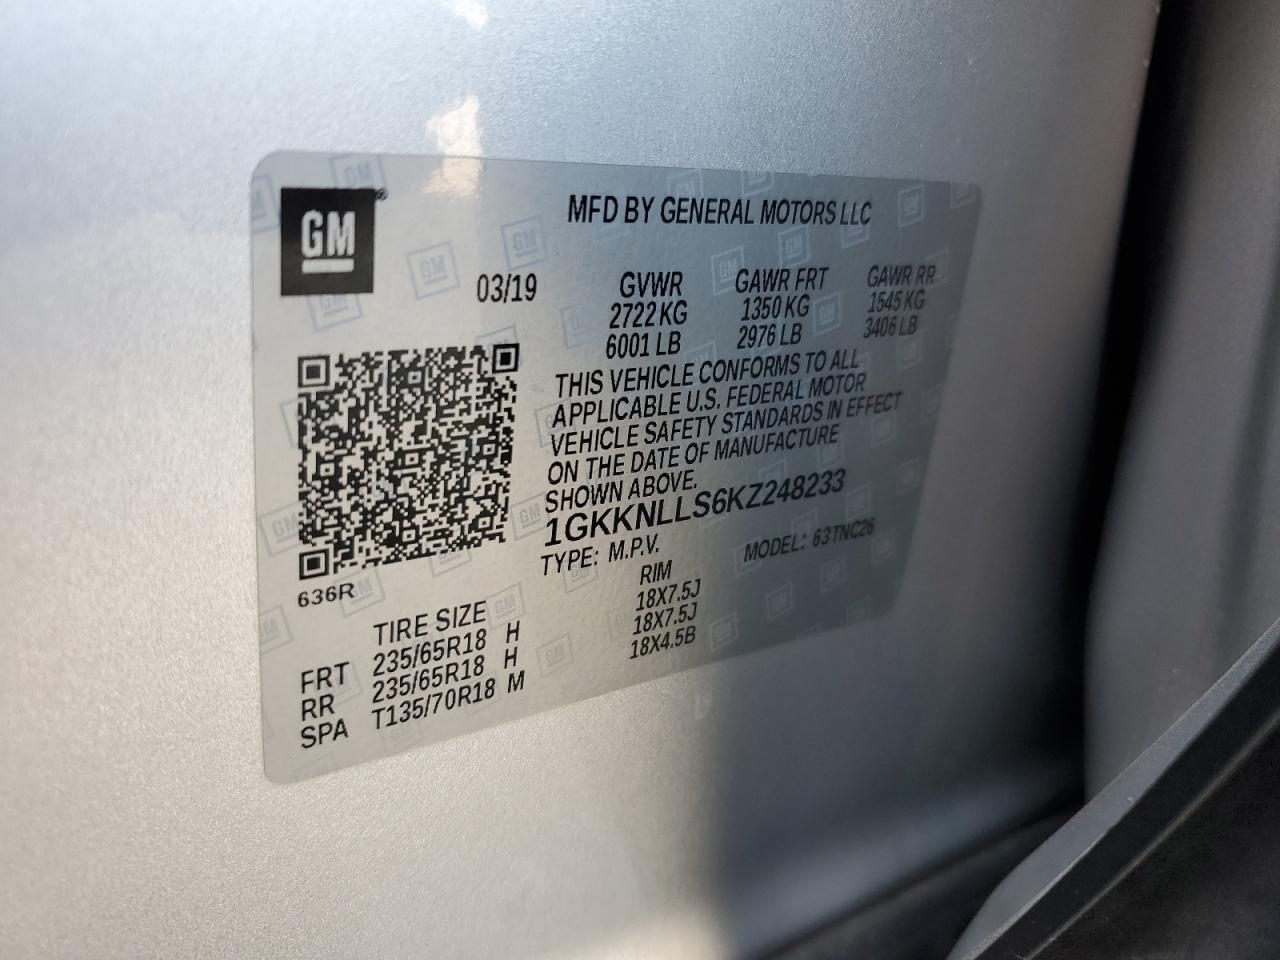 GM®
MFD BY GENERAL MOTORS LLC
03/19 GVWR GAWR FRT GAWR RR
2722 KG 1350 KG 1545 KG
6001 LB 2976 LB 3406 LB
THIS VEHICLE CONFORMS TO ALL
APPLICABLE U.S. FEDERAL MOTOR
VEHICLE SAFETY STANDARDS IN EFFECT
ON THE DATE OF MANUFACTURE
SHOWN ABOVE.
1GKKNLLS6KZ248233
TYPE: M.P.V. MODEL: 63TNC26
636R
TIRE SIZE RIM
FRT 235/65R18 H 18X7.5J
RR 235/65R18 H 18X7.5J
SPA T135/70R18 M 18X4.5B